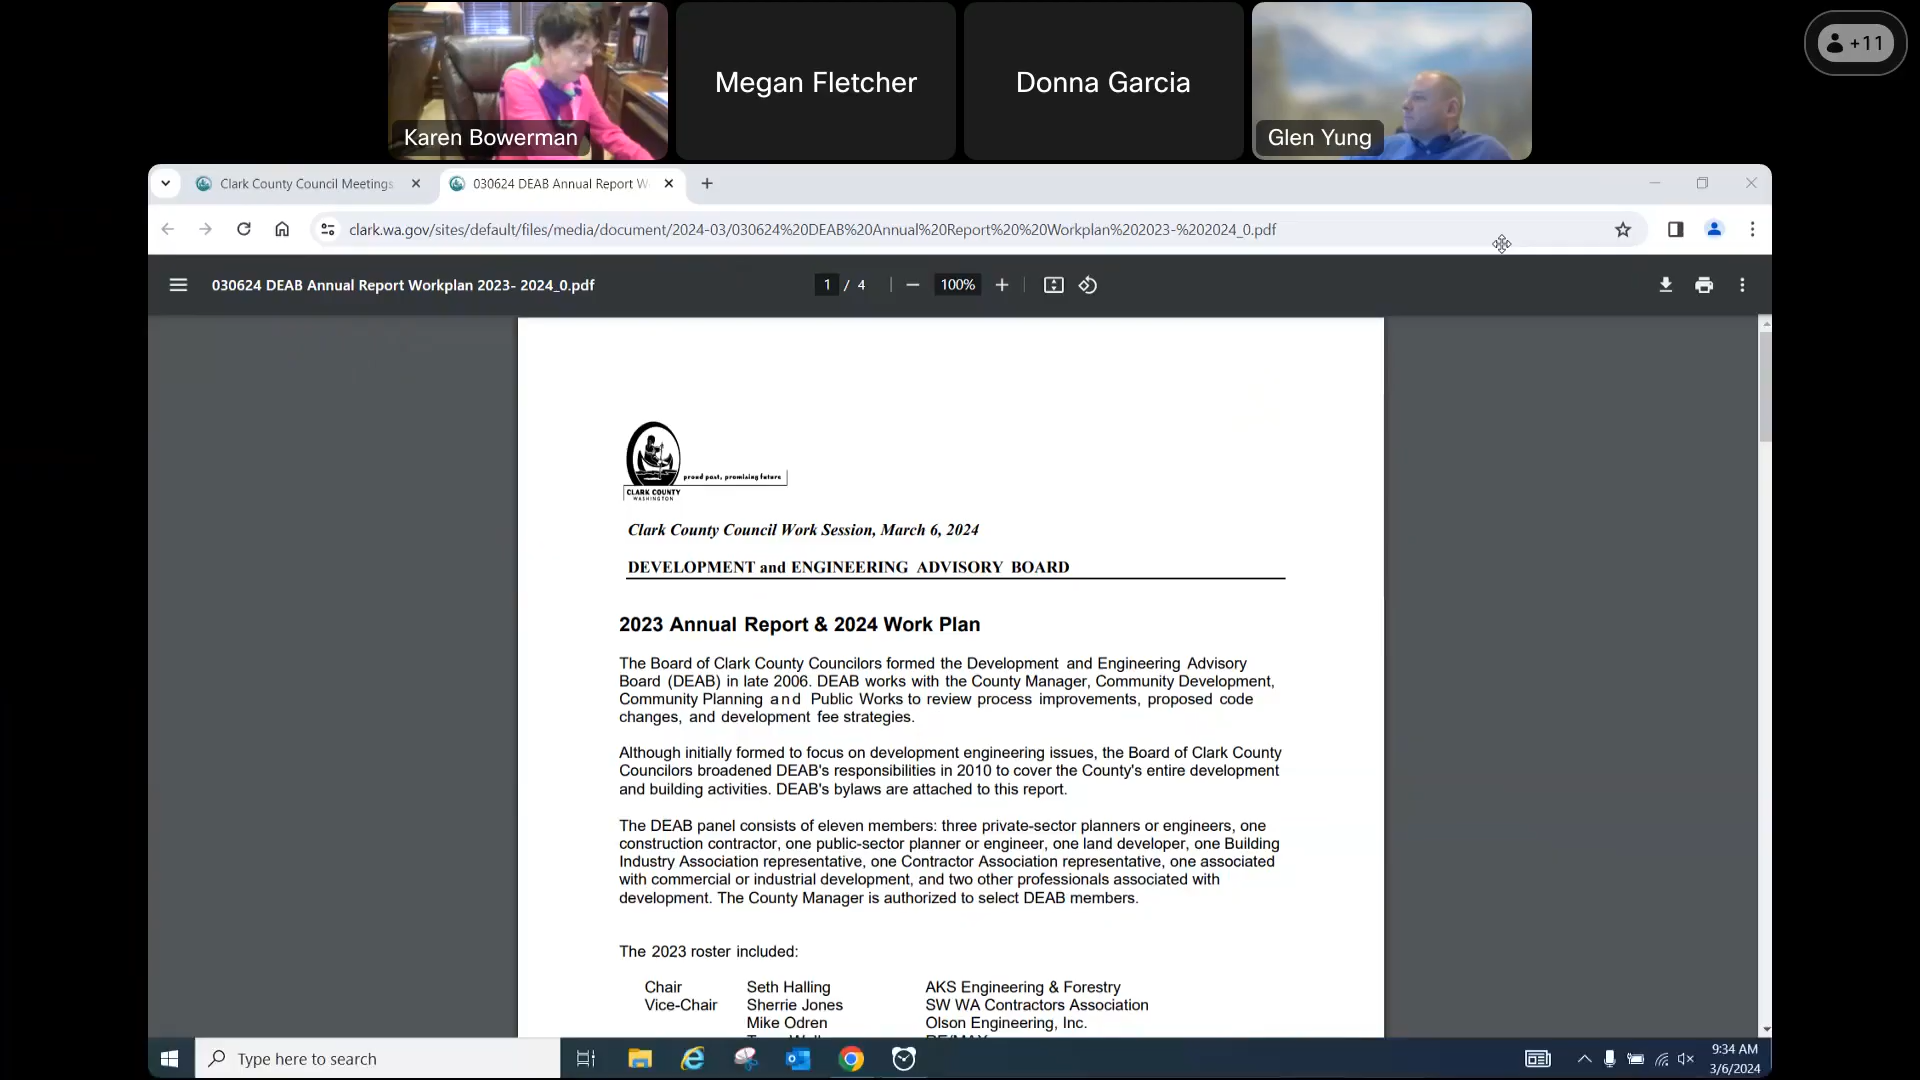 Megan Fletcher
Donna Garcia
+11
Karen Bowerman
Glen Yung
Clark County Council Meetings
030624 DEAB Annual Report W
clark.wa.gov/sites/default/files/media/document/2024-03/030624%20DEAB%20Annual%20Report%20%20Workplan%202023-%202024_0.pdf
030624 DEAB Annual Report Workplan 2023- 2024_0.pdf
1 / 4
100%
proud past, promising future
CLARK COUNTY
WASHINGTON
Clark County Council Work Session, March 6, 2024
DEVELOPMENT and ENGINEERING ADVISORY BOARD
2023 Annual Report & 2024 Work Plan
The Board of Clark County Councilors formed the Development and Engineering Advisory
Board (DEAB) in late 2006. DEAB works with the County Manager, Community Development,
Community Planning and Public Works to review process improvements, proposed code
changes, and development fee strategies.
Although initially formed to focus on development engineering issues, the Board of Clark County
Councilors broadened DEAB's responsibilities in 2010 to cover the County's entire development
and building activities. DEAB's bylaws are attached to this report.
The DEAB panel consists of eleven members: three private-sector planners or engineers, one
construction contractor, one public-sector planner or engineer, one land developer, one Building
Industry Association representative, one Contractor Association representative, one associated
with commercial or industrial development, and two other professionals associated with
development. The County Manager is authorized to select DEAB members.
The 2023 roster included:
Chair Seth Halling AKS Engineering & Forestry
Vice-Chair Sherrie Jones SW WA Contractors Association
Mike Odren Olson Engineering, Inc.
Type here to search
9:34 AM
3/6/2024